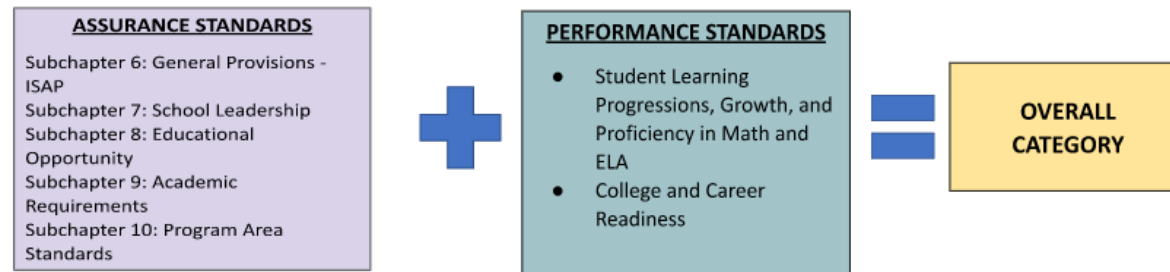 ASSURANCE STANDARDS
Subchapter 6: General Provisions -
ISAP
Subchapter 7: School Leadership
Subchapter 8: Educational
Opportunity
Subchapter 9: Academic
Requirements
Subchapter 10: Program Area
Standards
PERFORMANCE STANDARDS
● Student Learning
Progressions, Growth, and
Proficiency in Math and
ELA
● College and Career
Readiness
OVERALL
CATEGORY